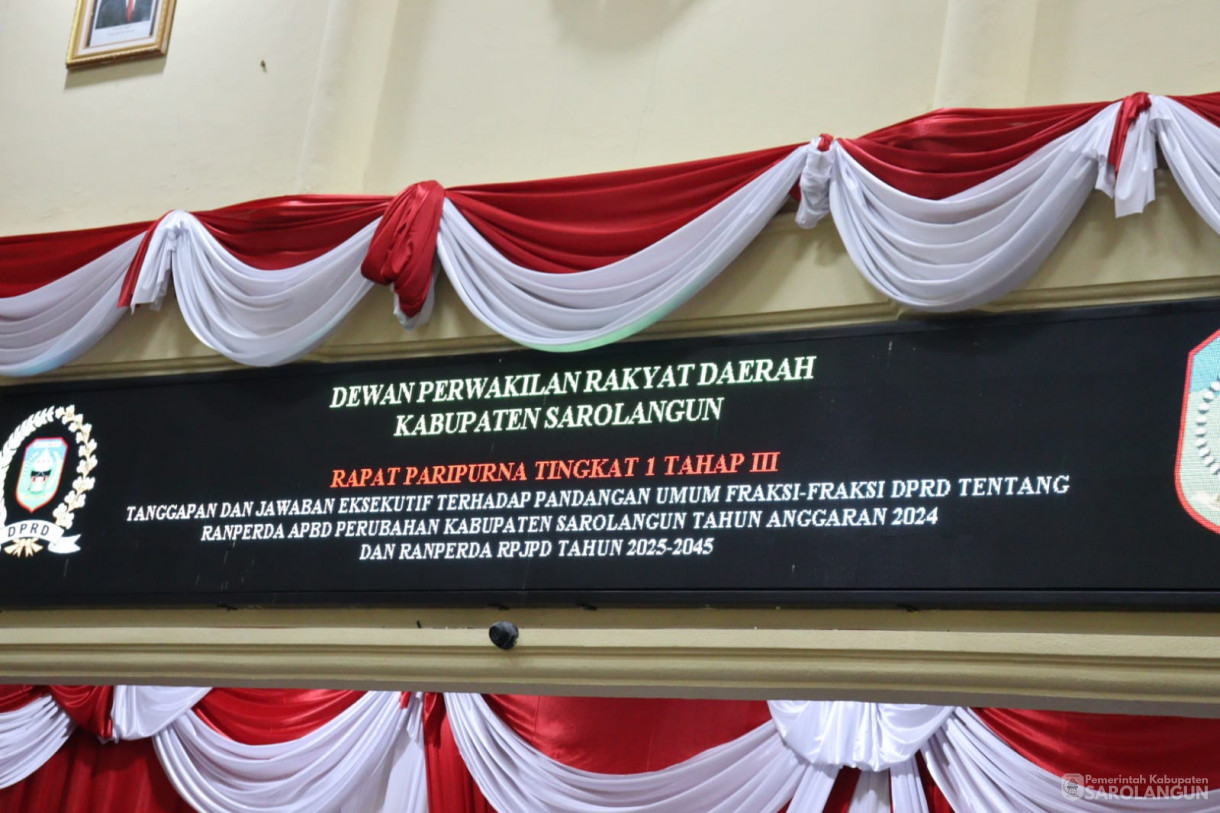 DEWAN PERWAKILAN RAKYAT DAERAH
KABUPATEN SAROLANGUN
RAPAT PARIPURNA TINGKAT 1 TAHAP III
TANGGAPAN DAN JAWABAN EKSEKUTIF TERHADAP PANDANGAN UMUM FRAKSI-FRAKSI DPRD TENTANG
RANPERDA APBD PERUBAHAN KABUPATEN SAROLANGUN TAHUN ANGGARAN 2024
DAN RANPERDA RPJPD TAHUN 2025-2045
DPRD
Pemerintah Kabupaten
SAROLANGUN